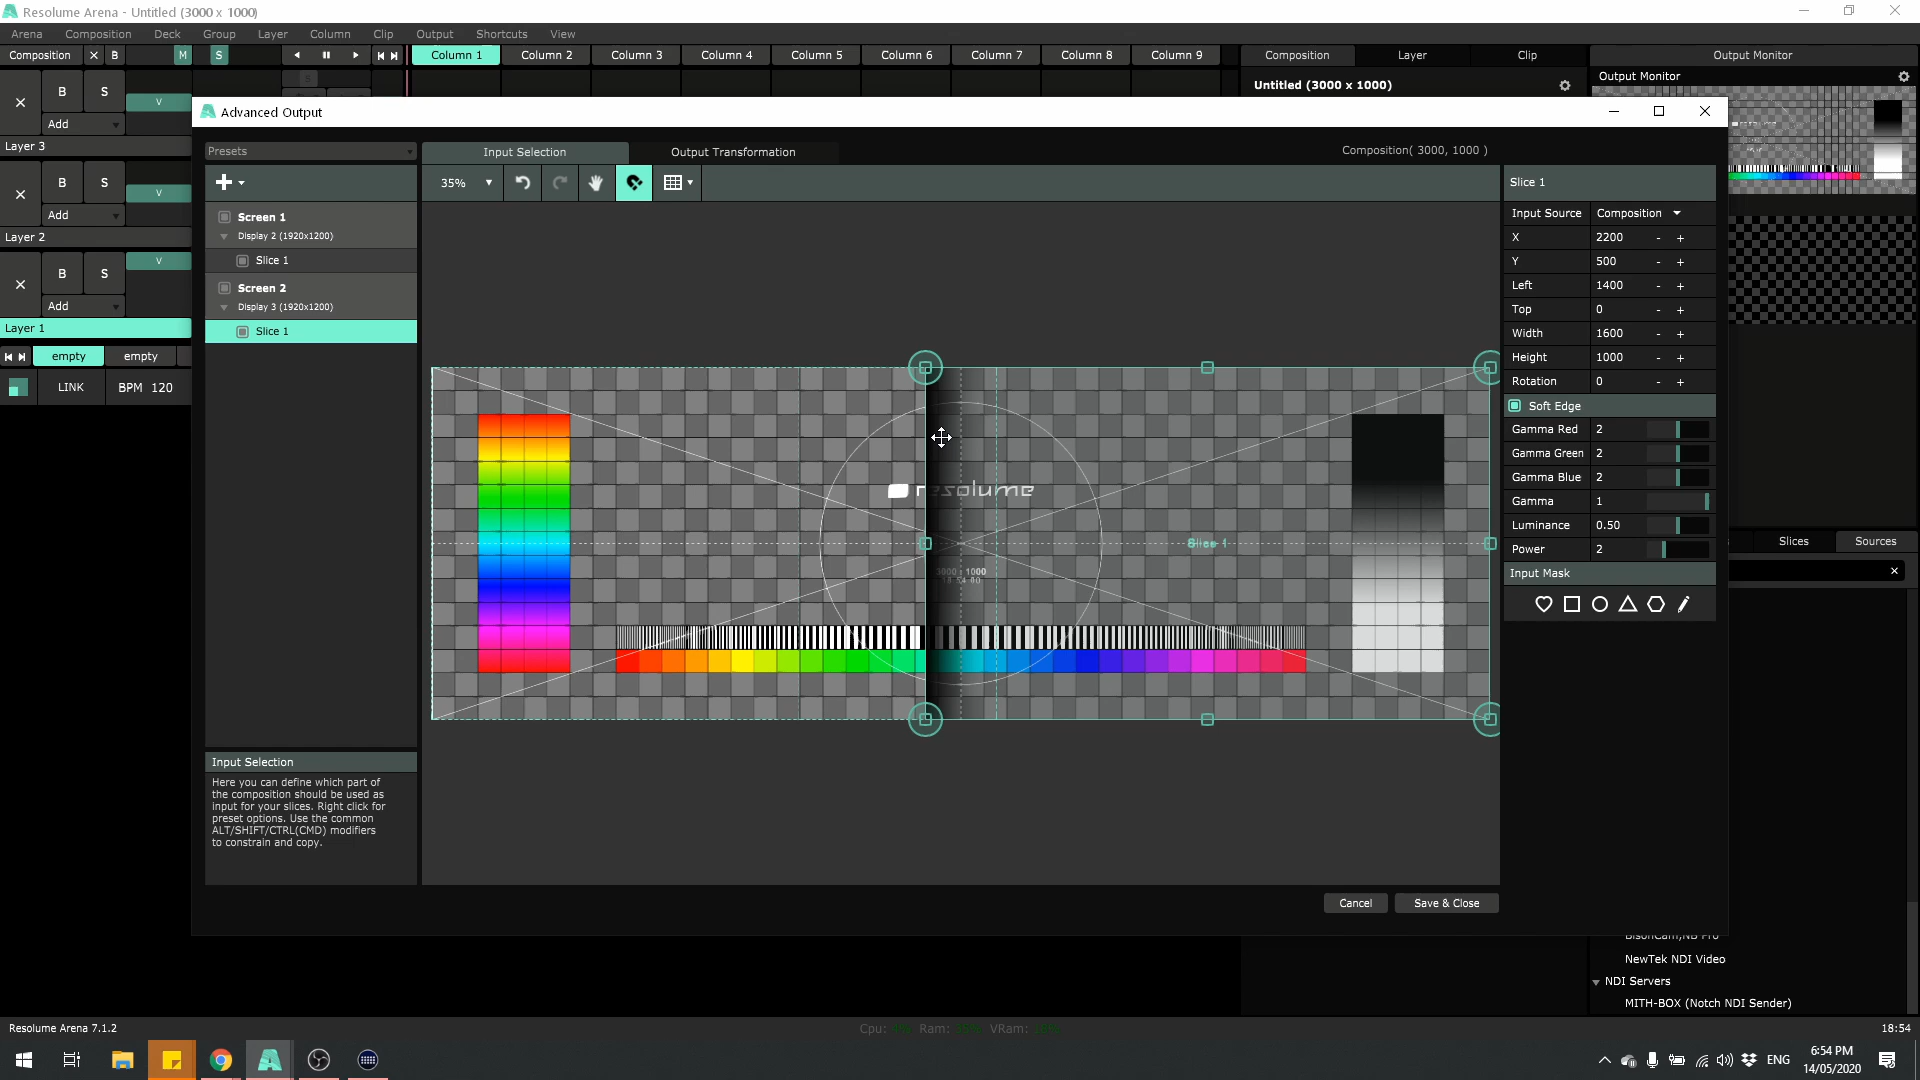 Resolume Arena - Untitled (3000 x 1000)
Arena Composition Deck Group Layer Column Clip Output Shortcuts View
Composition X B M S Column 1 Column 2 Column 3 Column 4 Column 5 Column 6 Column 7 Column 8 Column 9 Composition Layer Clip Output Monitor
Output Monitor
Untitled (3000 x 1000)
B S V
Add
Layer 3
B S V
Add
Layer 2
B S V
Add
Layer 1
empty empty
LINK BPM 120
Advanced Output
Presets
Input Selection Output Transformation Composition( 3000, 1000 )
35%
Screen 1
Display 2 (1920x1200)
Slice 1
Screen 2
Display 3 (1920x1200)
Slice 1
resolume
Slice 1
3000 x 1000
Input Selection
Here you can define which part of
the composition should be used as
input for your slices. Right click for
preset options. Use the common
ALT/SHIFT/CTRL(CMD) modifiers
to constrain and copy.
Slice 1
Input Source Composition
X 2200 - +
Y 500 - +
Left 1400 - +
Top 0 - +
Width 1600 - +
Height 1000 - +
Rotation 0 - +
Soft Edge
Gamma Red 2
Gamma Green 2
Gamma Blue 2
Gamma 1
Luminance 0.50
Power 2
Input Mask
Cancel Save & Close
Slices Sources
NewTek NDI Video
NDI Servers
MITH-BOX (Notch NDI Sender)
Resolume Arena 7.1.2
Cpu: Ram: VRam:
18:54
ENG
6:54 PM
14/05/2020